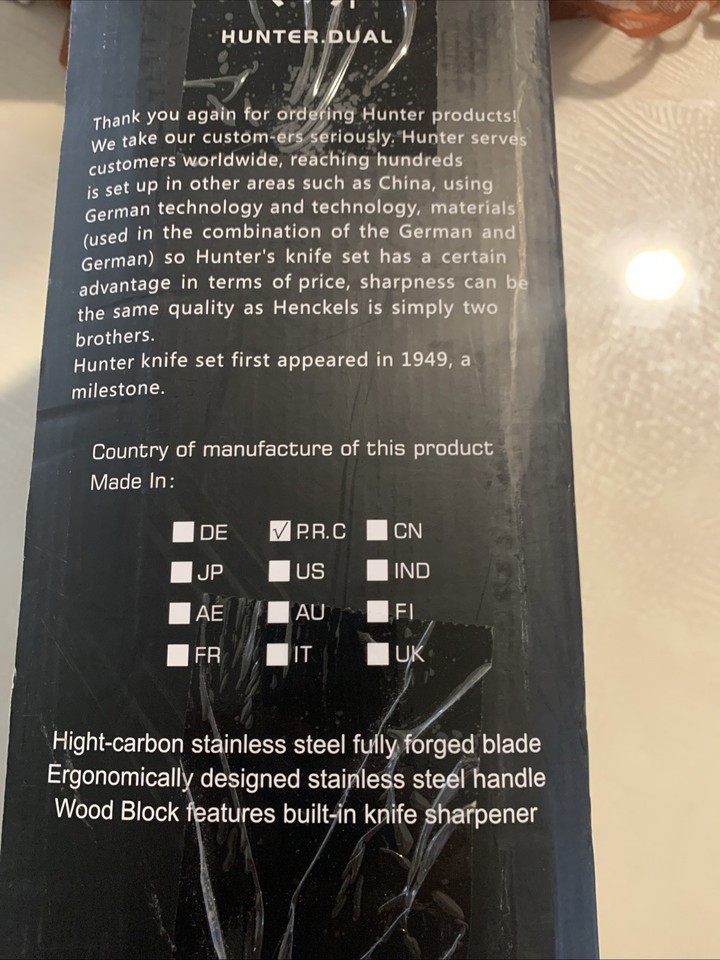 HUNTER.DUAL
Thank you again for ordering Hunter products!
We take our custom-ers seriously. Hunter serves
customers worldwide, reaching hundreds
is set up in other areas such as China, using
German technology and technology, materials
(used in the combination of the German and
German) so Hunter's knife set has a certain
advantage in terms of price, sharpness can be
the same quality as Henckels is simply two
brothers.
Hunter knife set first appeared in 1949, a
milestone.
Country of manufacture of this product
Made In:
DE √ P.R.C CN
JP US IND
AE AU FI
FR IT UK
Hight-carbon stainless steel fully forged blade
Ergonomically designed stainless steel handle
Wood Block features built-in knife sharpener